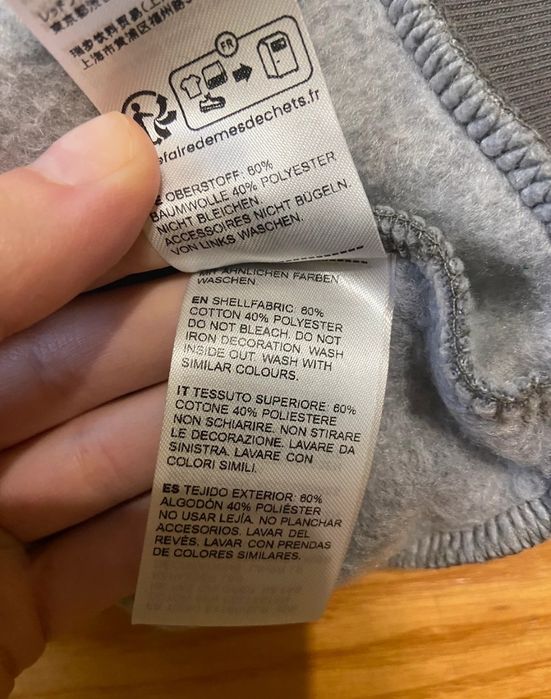 上海市黄浦区福州
FR
fairedemesdechets.fr
OBERSTOFF: 60%
BAUMWOLLE 40% POLYESTER
NICHT BLEICHEN.
ACCESSOIRES NICHT BÜGELN.
VON LINKS WASCHEN.
MIT ÄHNLICHEN FARBEN
WASCHEN.
EN SHELLFABRIC: 60%
COTTON 40% POLYESTER
DO NOT BLEACH. DO NOT
IRON DECORATION. WASH
INSIDE OUT. WASH WITH
SIMILAR COLOURS.
IT TESSUTO SUPERIORE: 60%
COTONE 40% POLIESTERE
NON SCHIARIRE. NON STIRARE
LE DECORAZIONE. LAVARE DA
SINISTRA. LAVARE CON
COLORI SIMILI.
ES TEJIDO EXTERIOR: 60%
ALGODÓN 40% POLIÉSTER
NO USAR LEJÍA. NO PLANCHAR
ACCESORIOS. LAVAR DEL
REVÉS. LAVAR CON PRENDAS
DE COLORES SIMILARES.